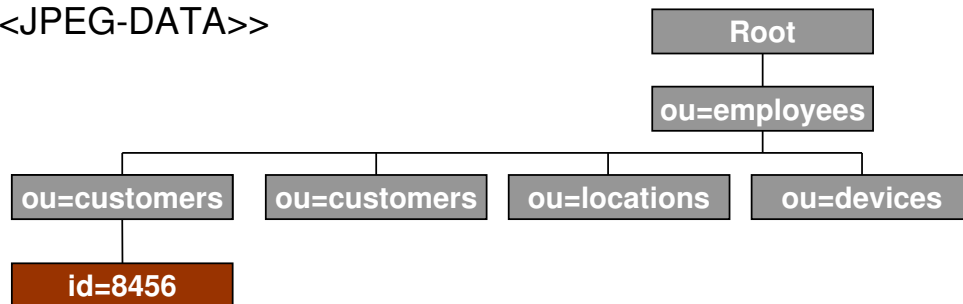 <JPEG-DATA>>
Root
ou=employees
ou=customers
ou=customers
ou=locations
ou=devices
id=8456